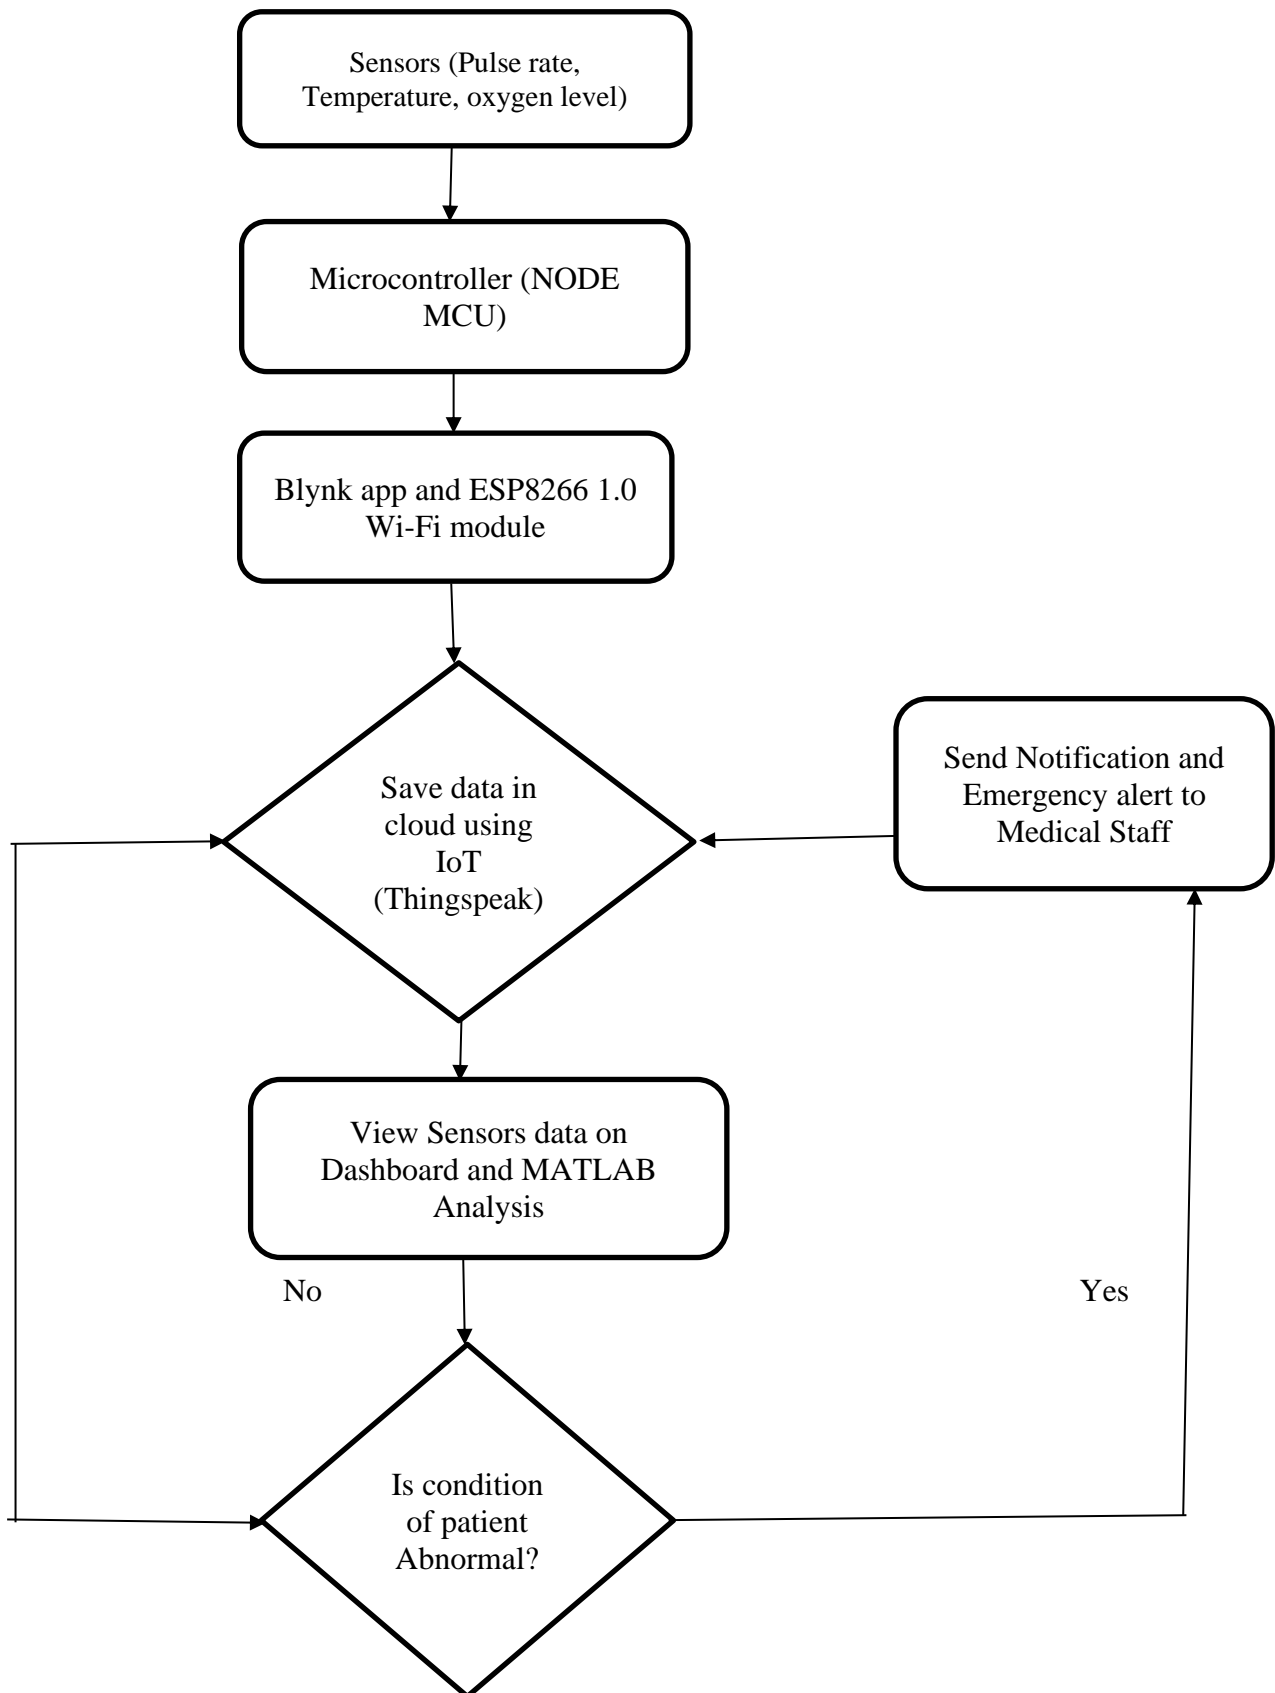 Sensors (Pulse rate,
Temperature, oxygen level)
Microcontroller (NODE
MCU)
Blynk app and ESP8266 1.0
Wi-Fi module
Save data in
cloud using
IoT
(Thingspeak)
Send Notification and
Emergency alert to
Medical Staff
View Sensors data on
Dashboard and MATLAB
Analysis
No
Yes
Is condition
of patient
Abnormal?